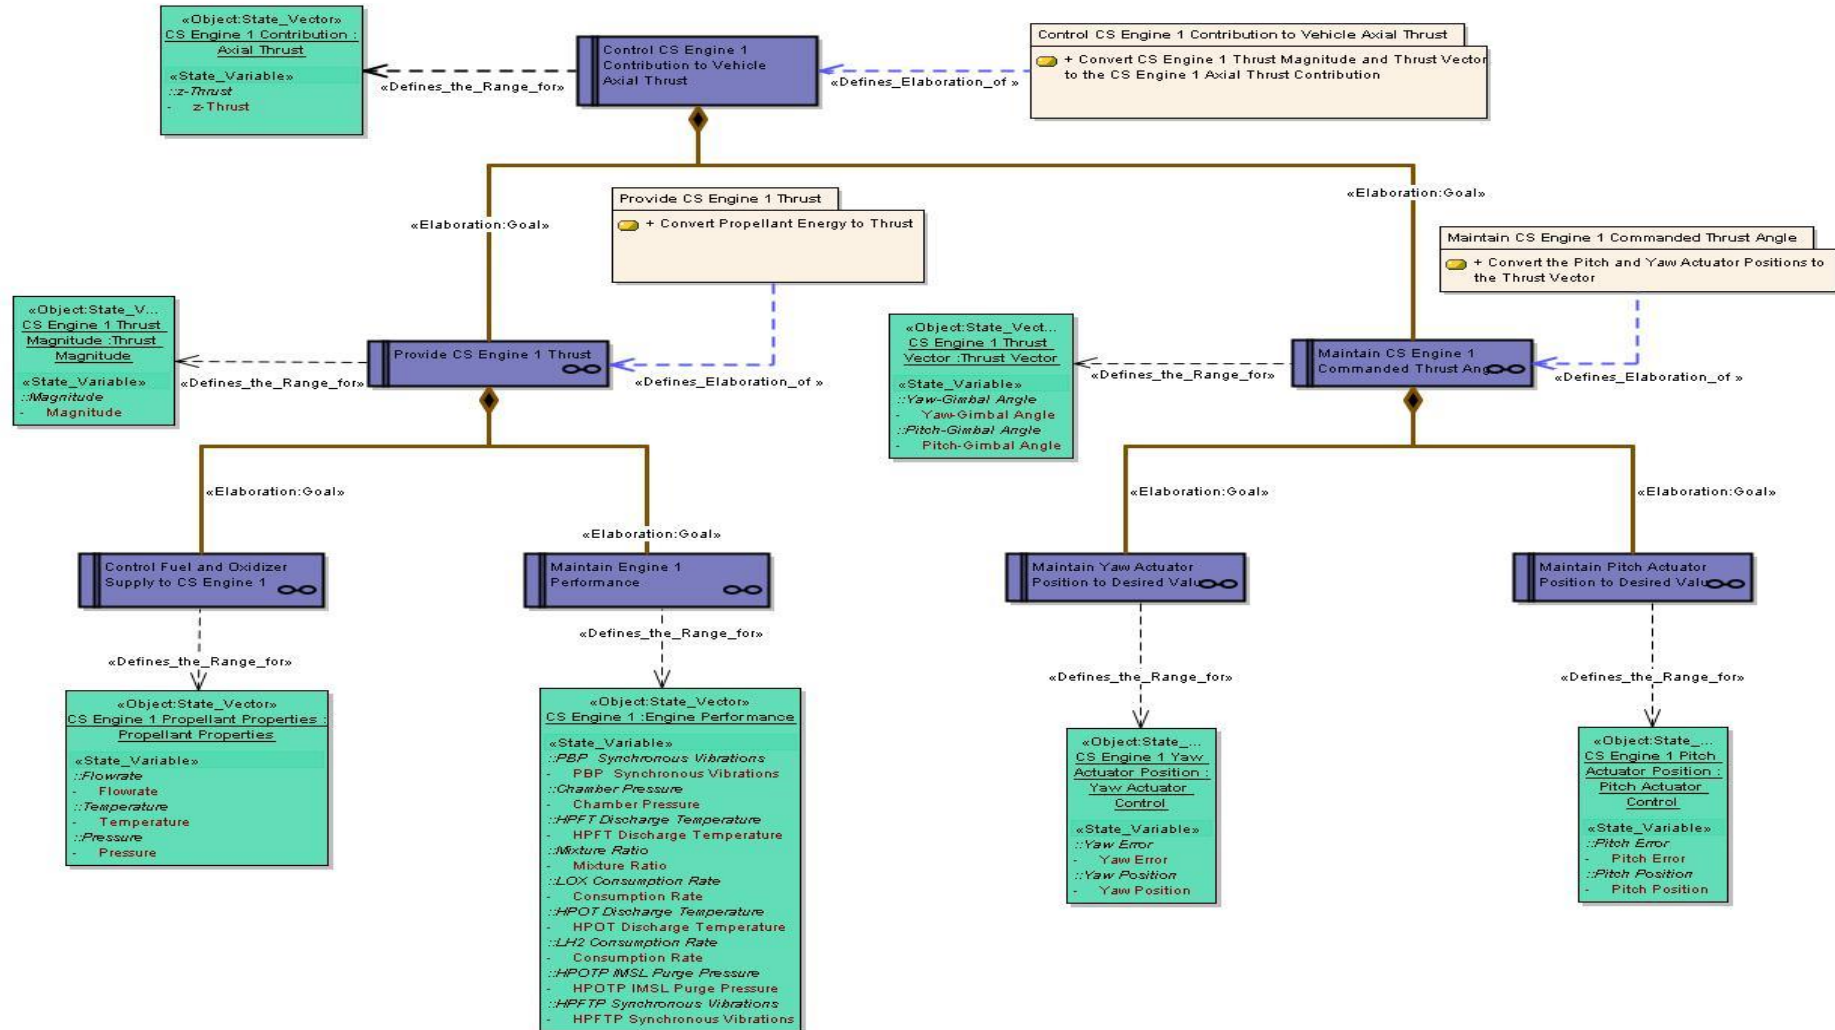 «Object:State_Vector»
CS Engine 1 Contribution :
Axial Thrust
«State_Variable»
::z-Thrust
- z-Thrust
«Defines_the_Range_for»
Control CS Engine 1
Contribution to Vehicle
Axial Thrust
«Defines_Elaboration_of »
Control CS Engine 1 Contribution to Vehicle Axial Thrust
+ Convert CS Engine 1 Thrust Magnitude and Thrust Vector
to the CS Engine 1 Axial Thrust Contribution
«Elaboration:Goal»
«Elaboration:Goal»
Provide CS Engine 1 Thrust
+ Convert Propellant Energy to Thrust
Maintain CS Engine 1 Commanded Thrust Angle
+ Convert the Pitch and Yaw Actuator Positions to
the Thrust Vector
«Object:State_V...
CS Engine 1 Thrust
Magnitude :Thrust
Magnitude
«State_Variable»
::Magnitude
- Magnitude
«Defines_the_Range_for»
Provide CS Engine 1 Thrust
«Defines_Elaboration_of »
«Object:State_Vect...
CS Engine 1 Thrust
Vector :Thrust Vector
«State_Variable»
::Yaw-Gimbal Angle
- Yaw-Gimbal Angle
::Pitch-Gimbal Angle
- Pitch-Gimbal Angle
«Defines_the_Range_for»
Maintain CS Engine 1
Commanded Thrust Ang
«Defines_Elaboration_of »
«Elaboration:Goal»
«Elaboration:Goal»
«Elaboration:Goal»
«Elaboration:Goal»
Control Fuel and Oxidizer
Supply to CS Engine 1
Maintain Engine 1
Performance
Maintain Yaw Actuator
Position to Desired Valu
Maintain Pitch Actuator
Position to Desired Valu
«Defines_the_Range_for»
«Defines_the_Range_for»
«Defines_the_Range_for»
«Defines_the_Range_for»
«Object:State_Vector»
CS Engine 1 Propellant Properties :
Propellant Properties
«State_Variable»
::Flowrate
- Flowrate
::Temperature
- Temperature
::Pressure
- Pressure
«Object:State_Vector»
CS Engine 1 :Engine Performance
«State_Variable»
::PBP Synchronous Vibrations
- PBP Synchronous Vibrations
::Chamber Pressure
- Chamber Pressure
::HPFT Discharge Temperature
- HPFT Discharge Temperature
::Mixture Ratio
- Mixture Ratio
::LOX Consumption Rate
- Consumption Rate
::HPOT Discharge Temperature
- HPOT Discharge Temperature
::LH2 Consumption Rate
- Consumption Rate
::HPOTP IMSL Purge Pressure
- HPOTP IMSL Purge Pressure
::HPFTP Synchronous Vibrations
- HPFTP Synchronous Vibrations
«Object:State_...
CS Engine 1 Yaw
Actuator Position :
Yaw Actuator
Control
«State_Variable»
::Yaw Error
- Yaw Error
::Yaw Position
- Yaw Position
«Object:State_...
CS Engine 1 Pitch
Actuator Position :
Pitch Actuator
Control
«State_Variable»
::Pitch Error
- Pitch Error
::Pitch Position
- Pitch Position